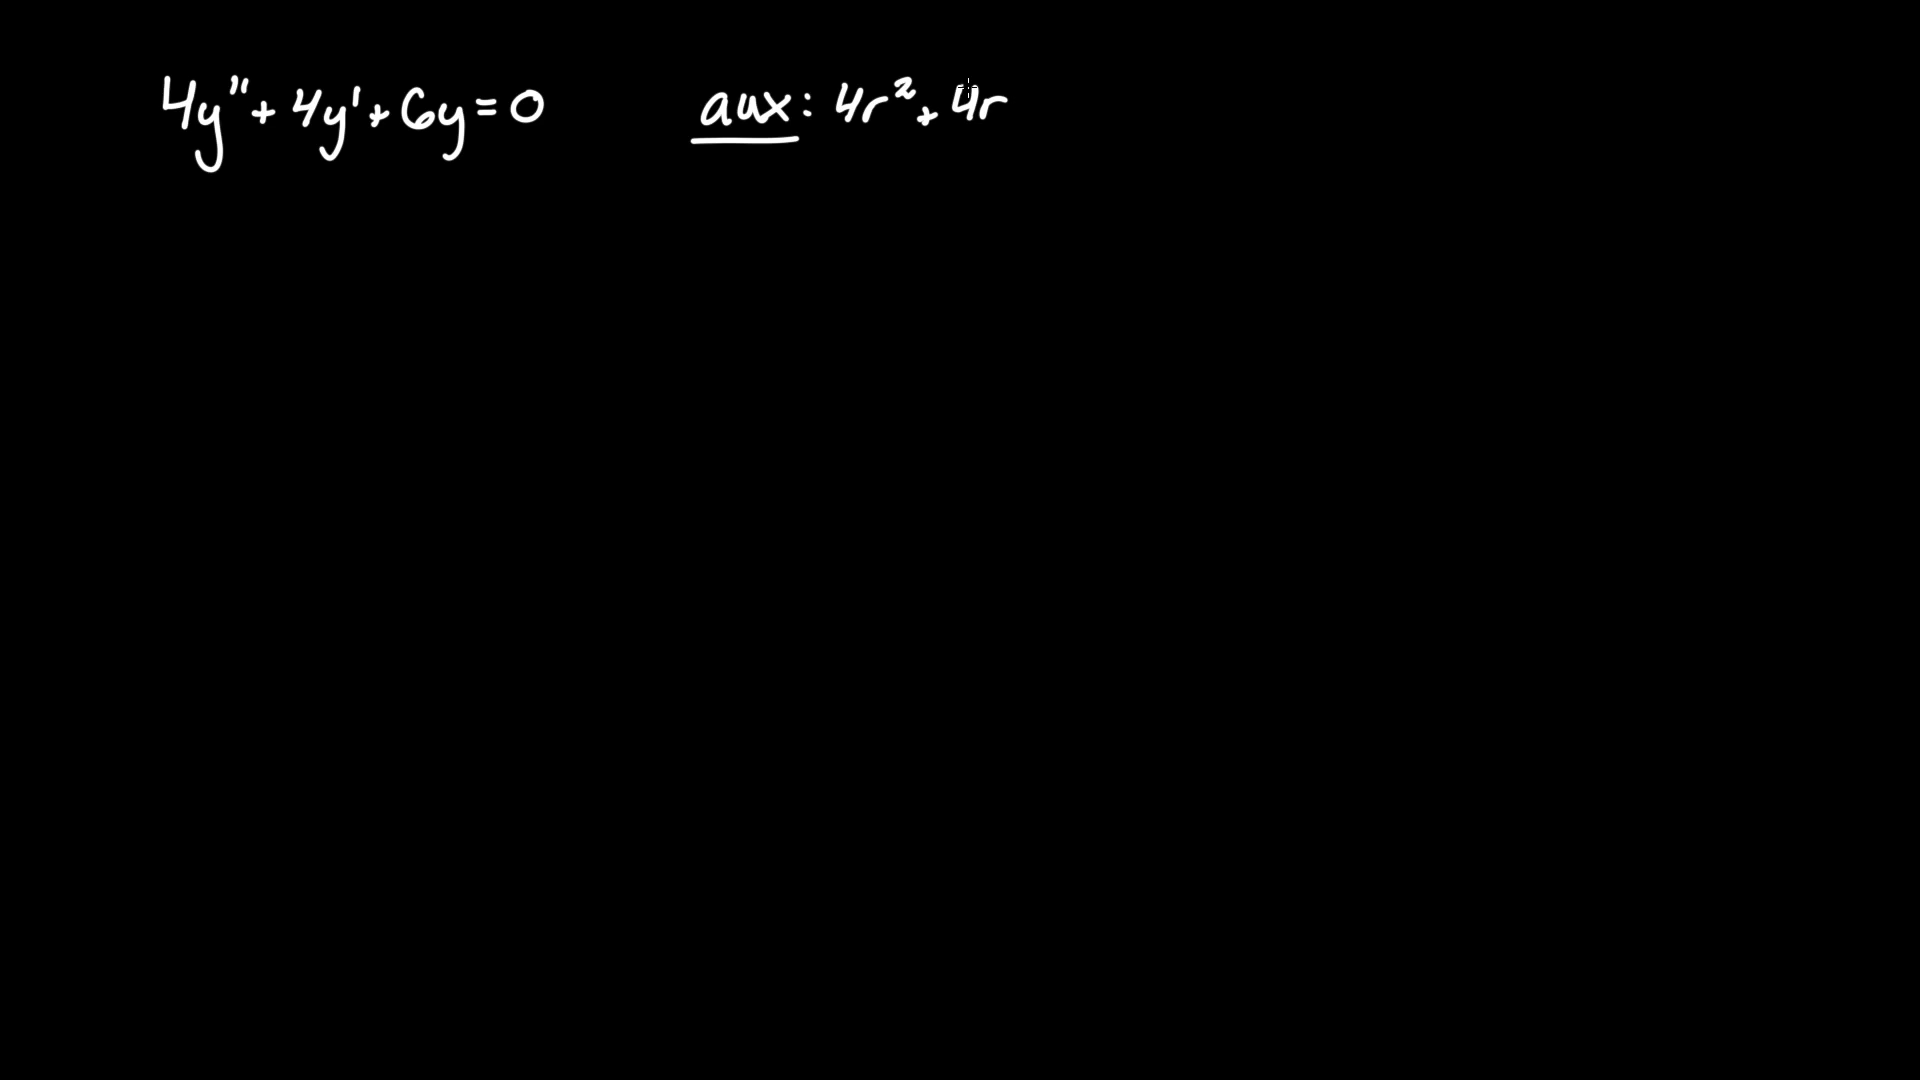 4y" + 4y' + 6y = 0
aux: 4r² + 4r